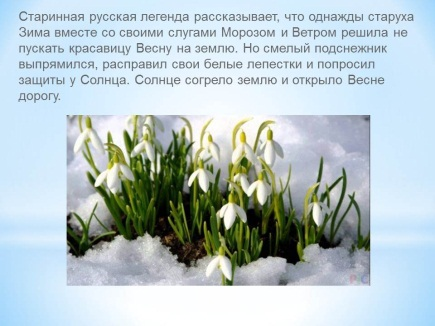 Старинная русская легенда рассказывает, что однажды старуха
Зима вместе со своими слугами Морозом и Ветром решила не
пускать красавицу Весну на землю. Но смелый подснежник
выпрямился, расправил свои белые лепестки и попросил
защиты у Солнца. Солнце согрело землю и открыло Весне
дорогу.